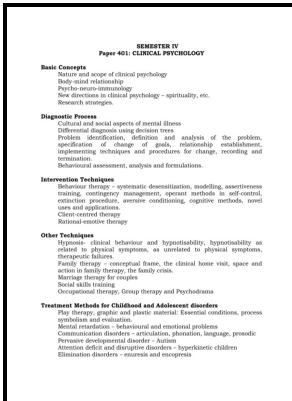 SEMESTER IV
Paper 401: CLINICAL PSYCHOLOGY
Basic Concepts
Nature and scope of clinical psychology
Body-mind relationship
Psycho-neuro-immunology
New directions in clinical psychology – spirituality, etc.
Research strategies.
Diagnostic Process
Cultural and social aspects of mental illness
Differential diagnosis using decision trees
Problem identification, definition and analysis of the problem,
specification of change of goals, relationship establishment,
implementing techniques and procedures for change, recording and
termination.
Behavioural assessment, analysis and formulations.
Intervention Techniques
Behaviour therapy – systematic desensitization, modelling, assertiveness
training, contingency management, operant methods in self-control,
extinction procedure, aversive conditioning, cognitive methods, novel
uses and applications.
Client-centred therapy
Rational-emotive therapy
Other Techniques
Hypnosis- clinical behaviour and hypnotisability, hypnotisability as
related to physical symptoms, as unrelated to physical symptoms,
therapeutic failures.
Family therapy – conceptual frame, the clinical home visit, space and
action in family therapy, the family crisis.
Marriage therapy for couples
Social skills training
Occupational therapy, Group therapy and Psychodrama
Treatment Methods for Childhood and Adolescent disorders
Play therapy, graphic and plastic material: Essential conditions, process
symbolism and evaluation.
Mental retardation – behavioural and emotional problems
Communication disorders – articulation, phonation, language, prosodic
Pervasive developmental disorder – Autism
Attention deficit and disruptive disorders – hyperkinetic children
Elimination disorders – enuresis and encopresis